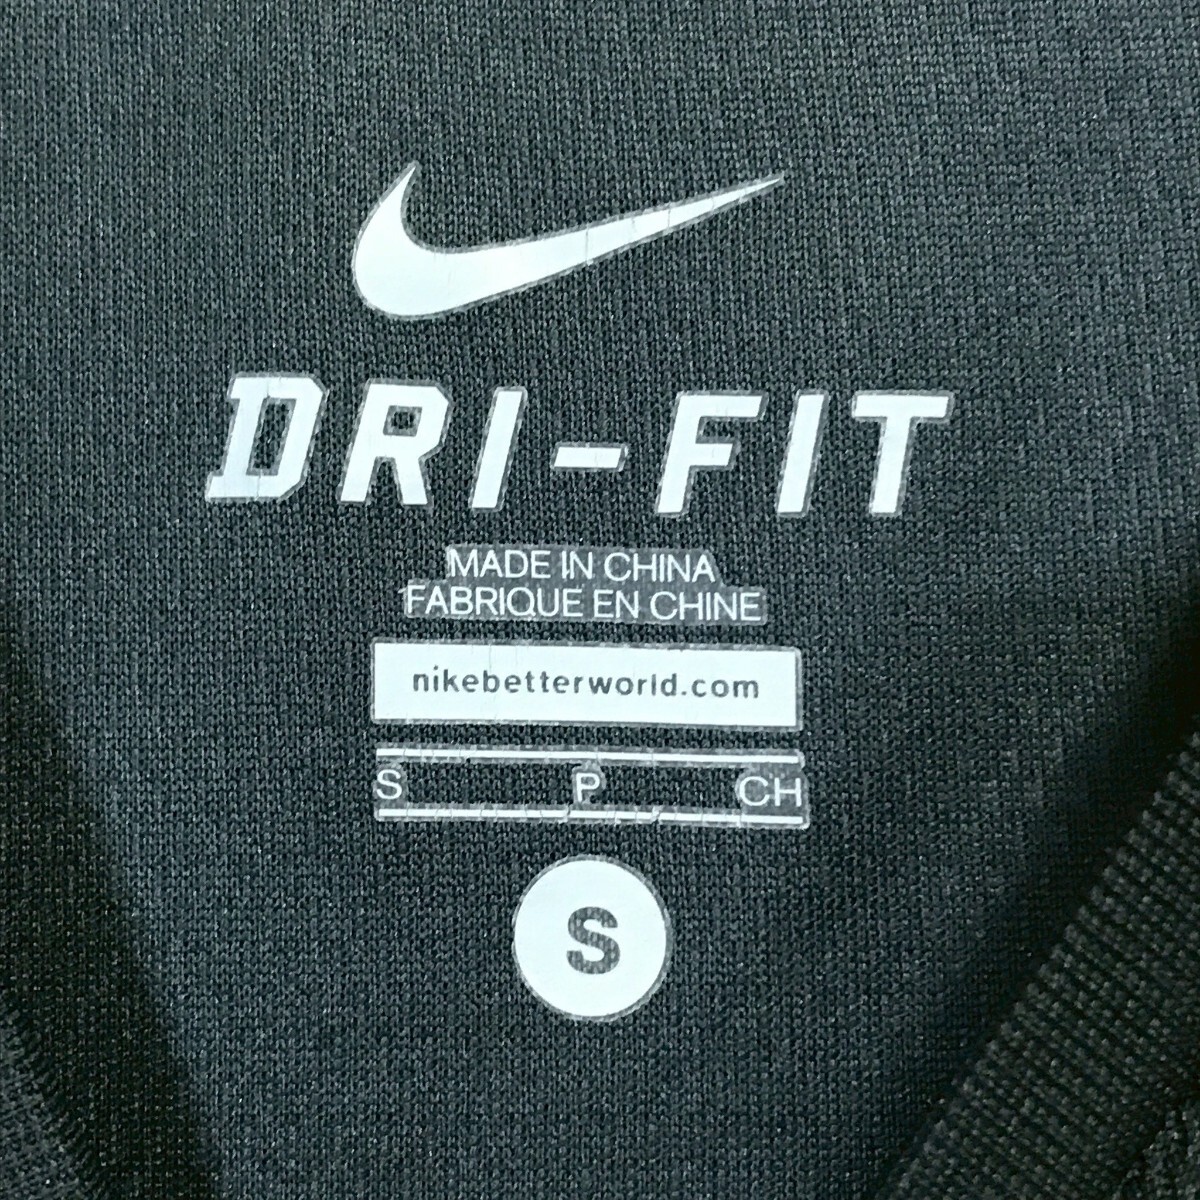 DRI-FIT
MADE IN CHINA
FABRIQUE EN CHINE
nikebetterworld.com
S P CH
S